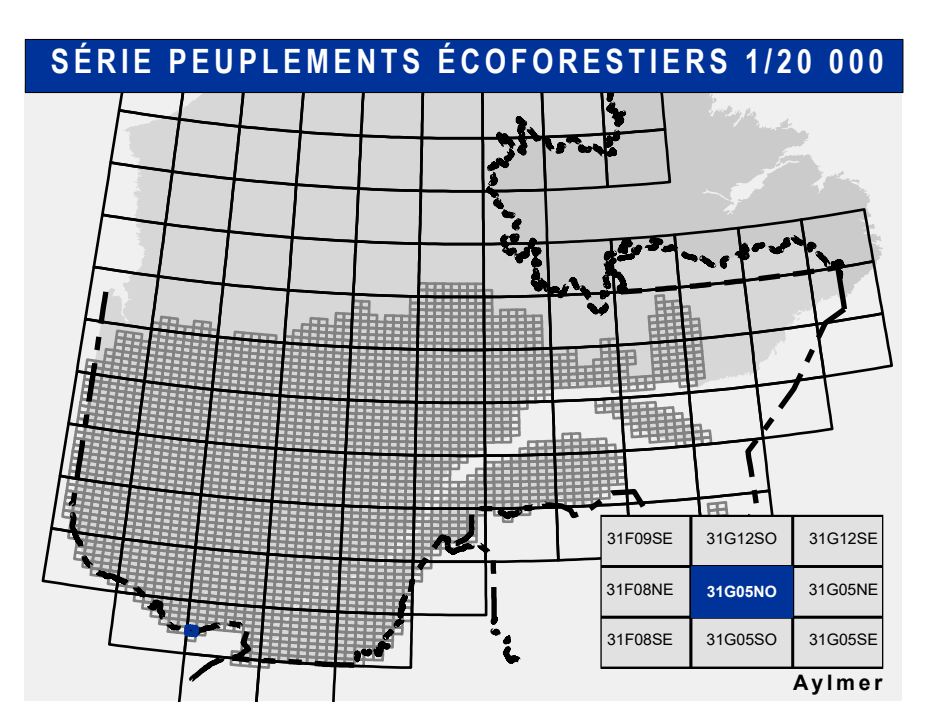 SÉRIE PEUPLEMENTS ÉCOFORESTIERS 1/20 000
31F09SE 31G12SO 31G12SE
31F08NE 31G05NO 31G05NE
31F08SE 31G05SO 31G05SE
Aylmer